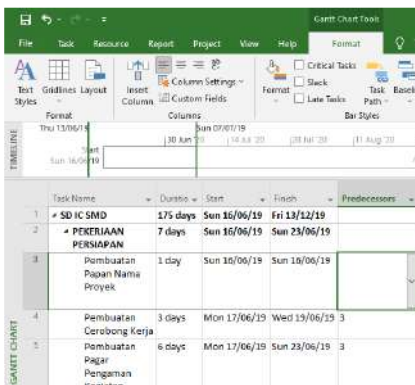 Gantt Chart Tools
File Task Resource Report Project View Help Format
Critical Tasks
Slack
Late Tasks
Text Styles Gridlines Layout
Insert Column
Column Settings
Custom Fields
Format
Task Path
Format Columns Bar Styles
TIMELINE
Thu 13/06/19
Sun 07/07/19
30 Jun
Start
Sun 16/06/19
Task Name Start Finish Predecessors
1 SD IC SMD 175 days Sun 16/06/19 Fri 13/12/19
2 PEKERJAAN PERSIAPAN 7 days Sun 16/06/19 Sun 23/06/19
3 Pembuatan Papan Nama Proyek 1 day Sun 16/06/19 Sun 16/06/19
4 Pembuatan Cerobong Kerja 3 days Mon 17/06/19 Wed 19/06/19 3
5 Pembuatan Pagar Pengaman 6 days Mon 17/06/19 Sun 23/06/19 3
GANTT CHART